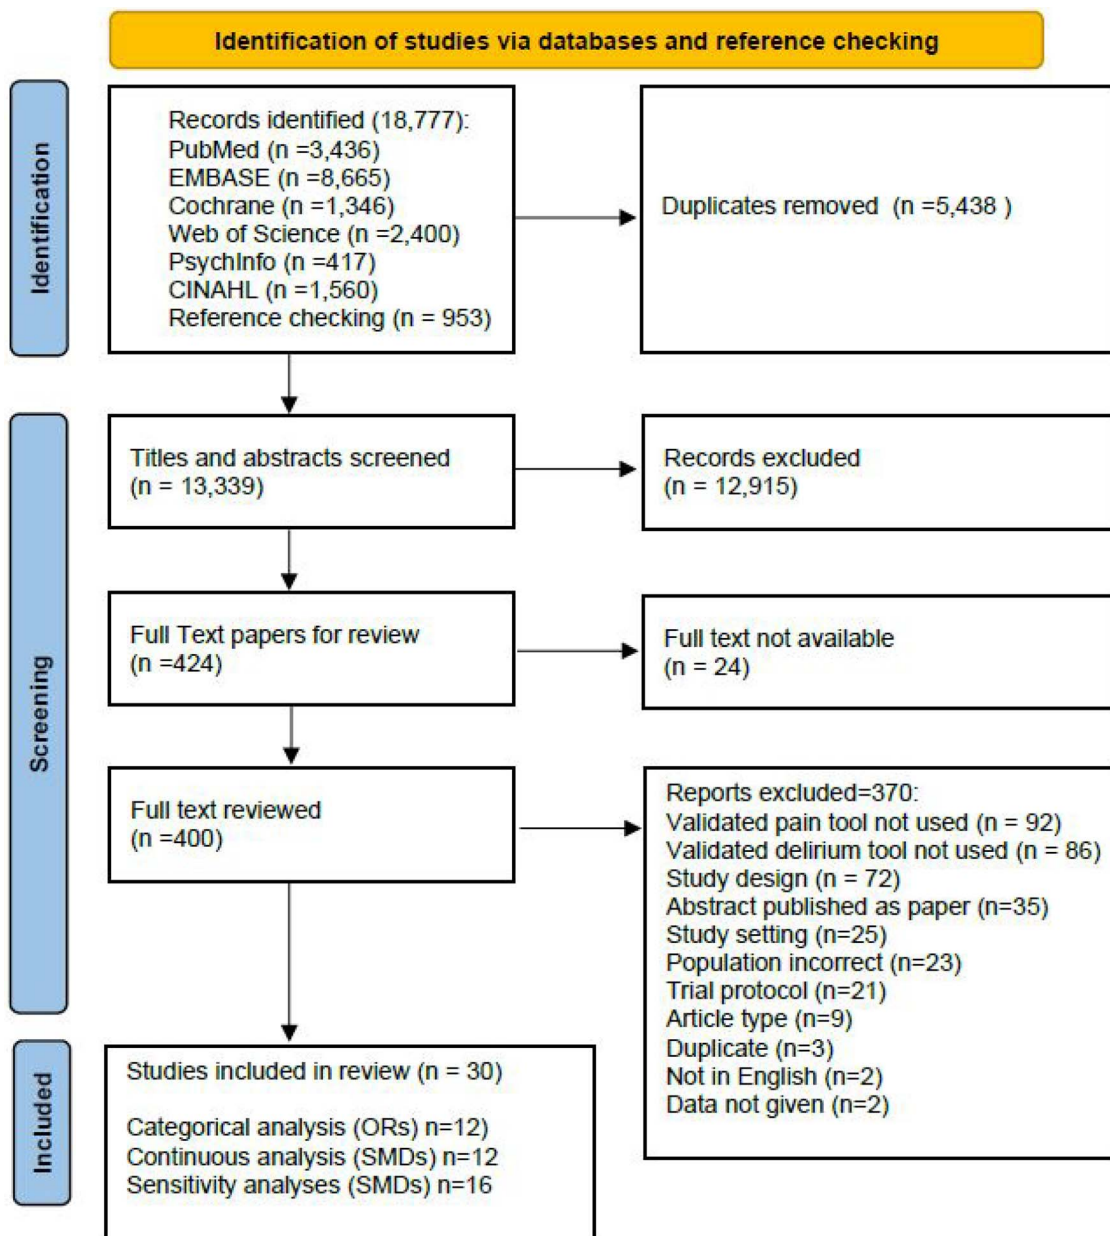 Identification of studies via databases and reference checking
Identification
Records identified (18,777):
PubMed (n =3,436)
EMBASE (n =8,665)
Cochrane (n =1,346)
Web of Science (n =2,400)
PsychInfo (n =417)
CINAHL (n =1,560)
Reference checking (n = 953)
Duplicates removed  (n =5,438 )
Screening
Titles and abstracts screened
(n = 13,339)
Records excluded
(n = 12,915)
Full Text papers for review
(n =424)
Full text not available
(n = 24)
Full text reviewed
(n =400)
Reports excluded=370:
Validated pain tool not used (n = 92)
Validated delirium tool not used (n = 86)
Study design (n = 72)
Abstract published as paper (n=35)
Study setting (n=25)
Population incorrect (n=23)
Trial protocol (n=21)
Article type (n=9)
Duplicate (n=3)
Not in English (n=2)
Data not given (n=2)
Included
Studies included in review (n = 30)
Categorical analysis (ORs) n=12)
Continuous analysis (SMDs) n=12
Sensitivity analyses (SMDs) n=16